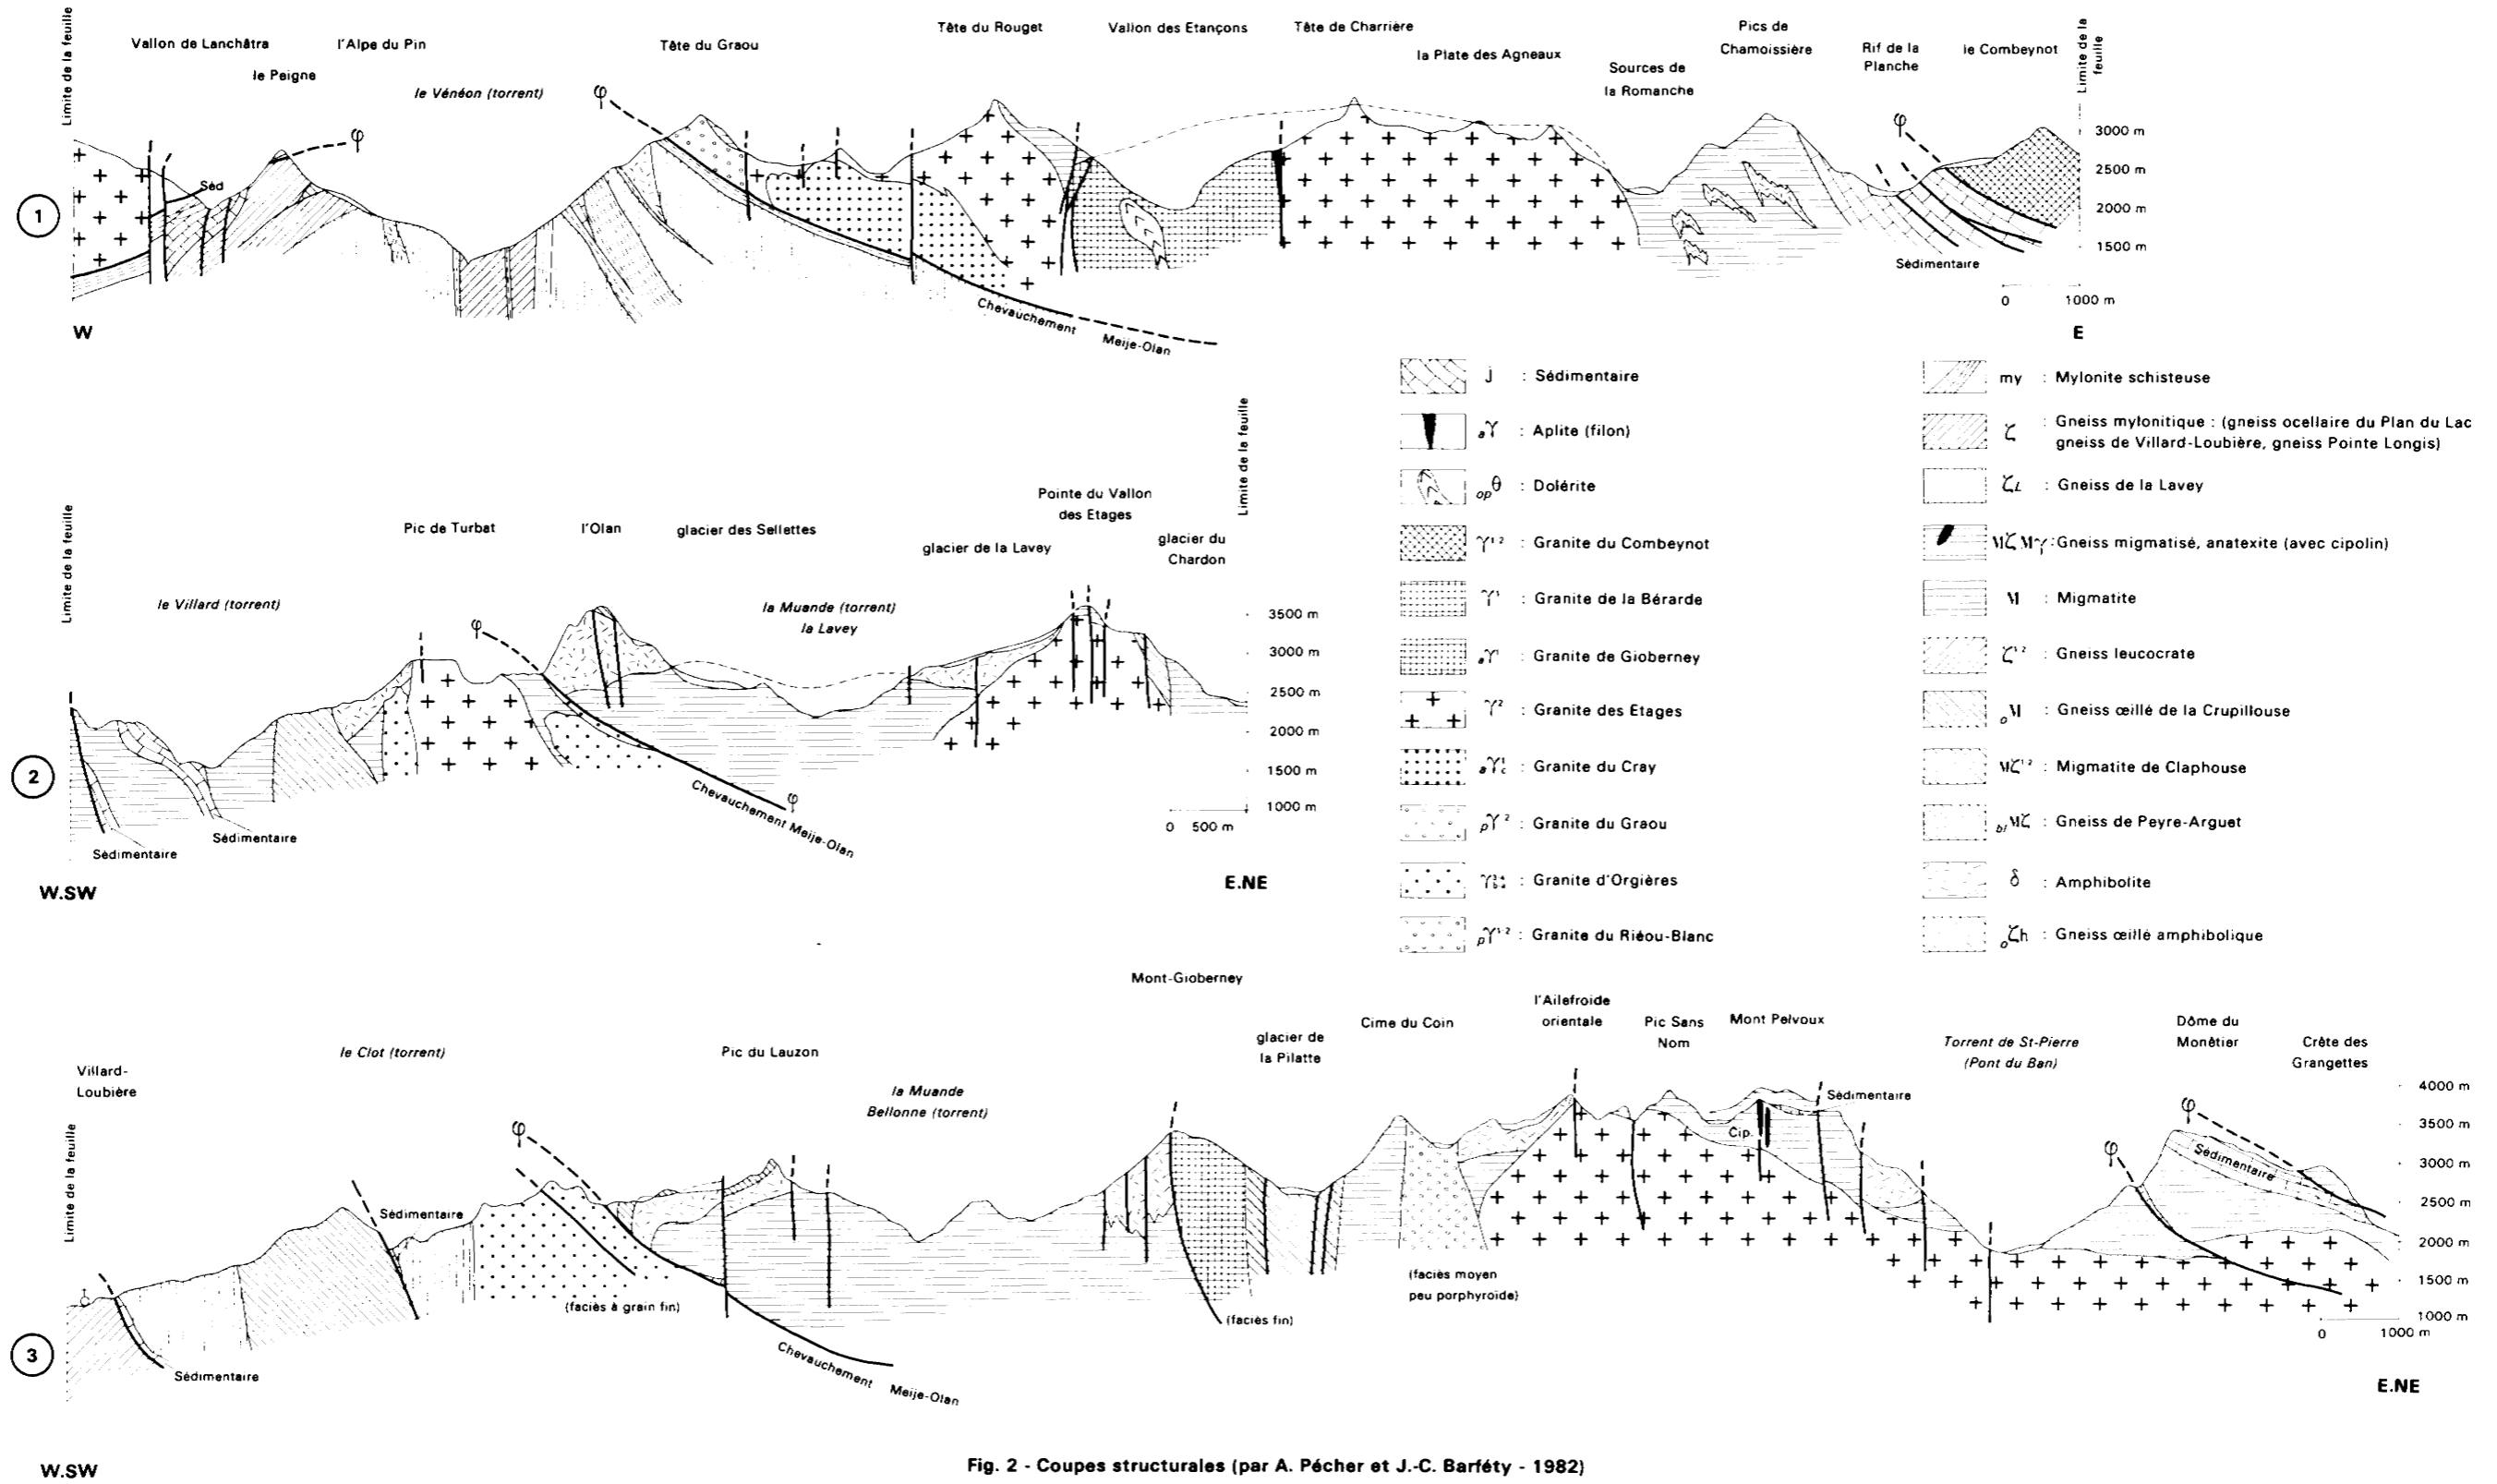 Limite de la feuille
Vallon de Lanchâtra
le Peigne
l'Alpe du Pin
le Vénéon (torrent)
Tête du Graou
Tête du Rouget
Vallon des Etançons
Tête de Charrière
la Plate des Agneaux
Sources de
la Romanche
Pics de
Chamoissière
Rif de la
Planche
le Combeynot
Limite de la
feuille
φ
φ
φ
Séd
3000 m
2500 m
2000 m
1500 m
1
Sédimentaire
0 1000 m
Chevauchement Meije-Olan
W
E
j : Sédimentaire
aγ : Aplite (filon)
opθ : Dolérite
γ1-2 : Granite du Combeynot
γ1 : Granite de la Bérarde
aγ1 : Granite de Gioberney
γ2 : Granite des Etages
: Granite du Cray
pγ2 : Granite du Graou
: Granite d'Orgières
pγ1-2 : Granite du Riéou-Blanc
my : Mylonite schisteuse
ζ : Gneiss mylonitique : (gneiss ocellaire du Plan du Lac
gneiss de Villard-Loubière, gneiss Pointe Longis)
ζL : Gneiss de la Lavey
Mζ Mγ : Gneiss migmatisé, anatexite (avec cipolin)
M : Migmatite
ζ1-2 : Gneiss leucocrate
oM : Gneiss œillé de la Crupillouse
Mζ1-2 : Migmatite de Claphouse
biMζ : Gneiss de Peyre-Arguet
δ : Amphibolite
oζh : Gneiss œillé amphibolique
Limite de la feuille
le Villard (torrent)
Pic de Turbat
l'Olan
glacier des Sellettes
la Muande (torrent)
la Lavey
glacier de la Lavey
Pointe du Vallon
des Etages
glacier du
Chardon
Limite de la feuille
φ
3500 m
3000 m
2500 m
2000 m
1500 m
1000 m
2
Sédimentaire
Sédimentaire
Chevauchement Meije-Olan
φ
0 500 m
W.SW
E.NE
Villard-
Loubière
Limite de la feuille
le Clot (torrent)
Pic du Lauzon
la Muande
Bellonne (torrent)
Mont-Gioberney
glacier de
la Pilatte
Cime du Coin
l'Ailefroide
orientale
Pic Sans
Nom
Mont Pelvoux
Torrent de St-Pierre
(Pont du Ban)
Dôme du
Monêtier
Crête des
Grangettes
φ
φ
φ
Sédimentaire
Sédimentaire
Sédimentaire
Cip.
4000 m
3500 m
3000 m
2500 m
2000 m
1500 m
1000 m
3
Sédimentaire
(faciès à grain fin)
Chevauchement Meije-Olan
(faciès fin)
(faciès moyen
peu porphyroïde)
0 1000 m
W.SW
E.NE
Fig. 2 - Coupes structurales (par A. Pécher et J.-C. Barféty - 1982)